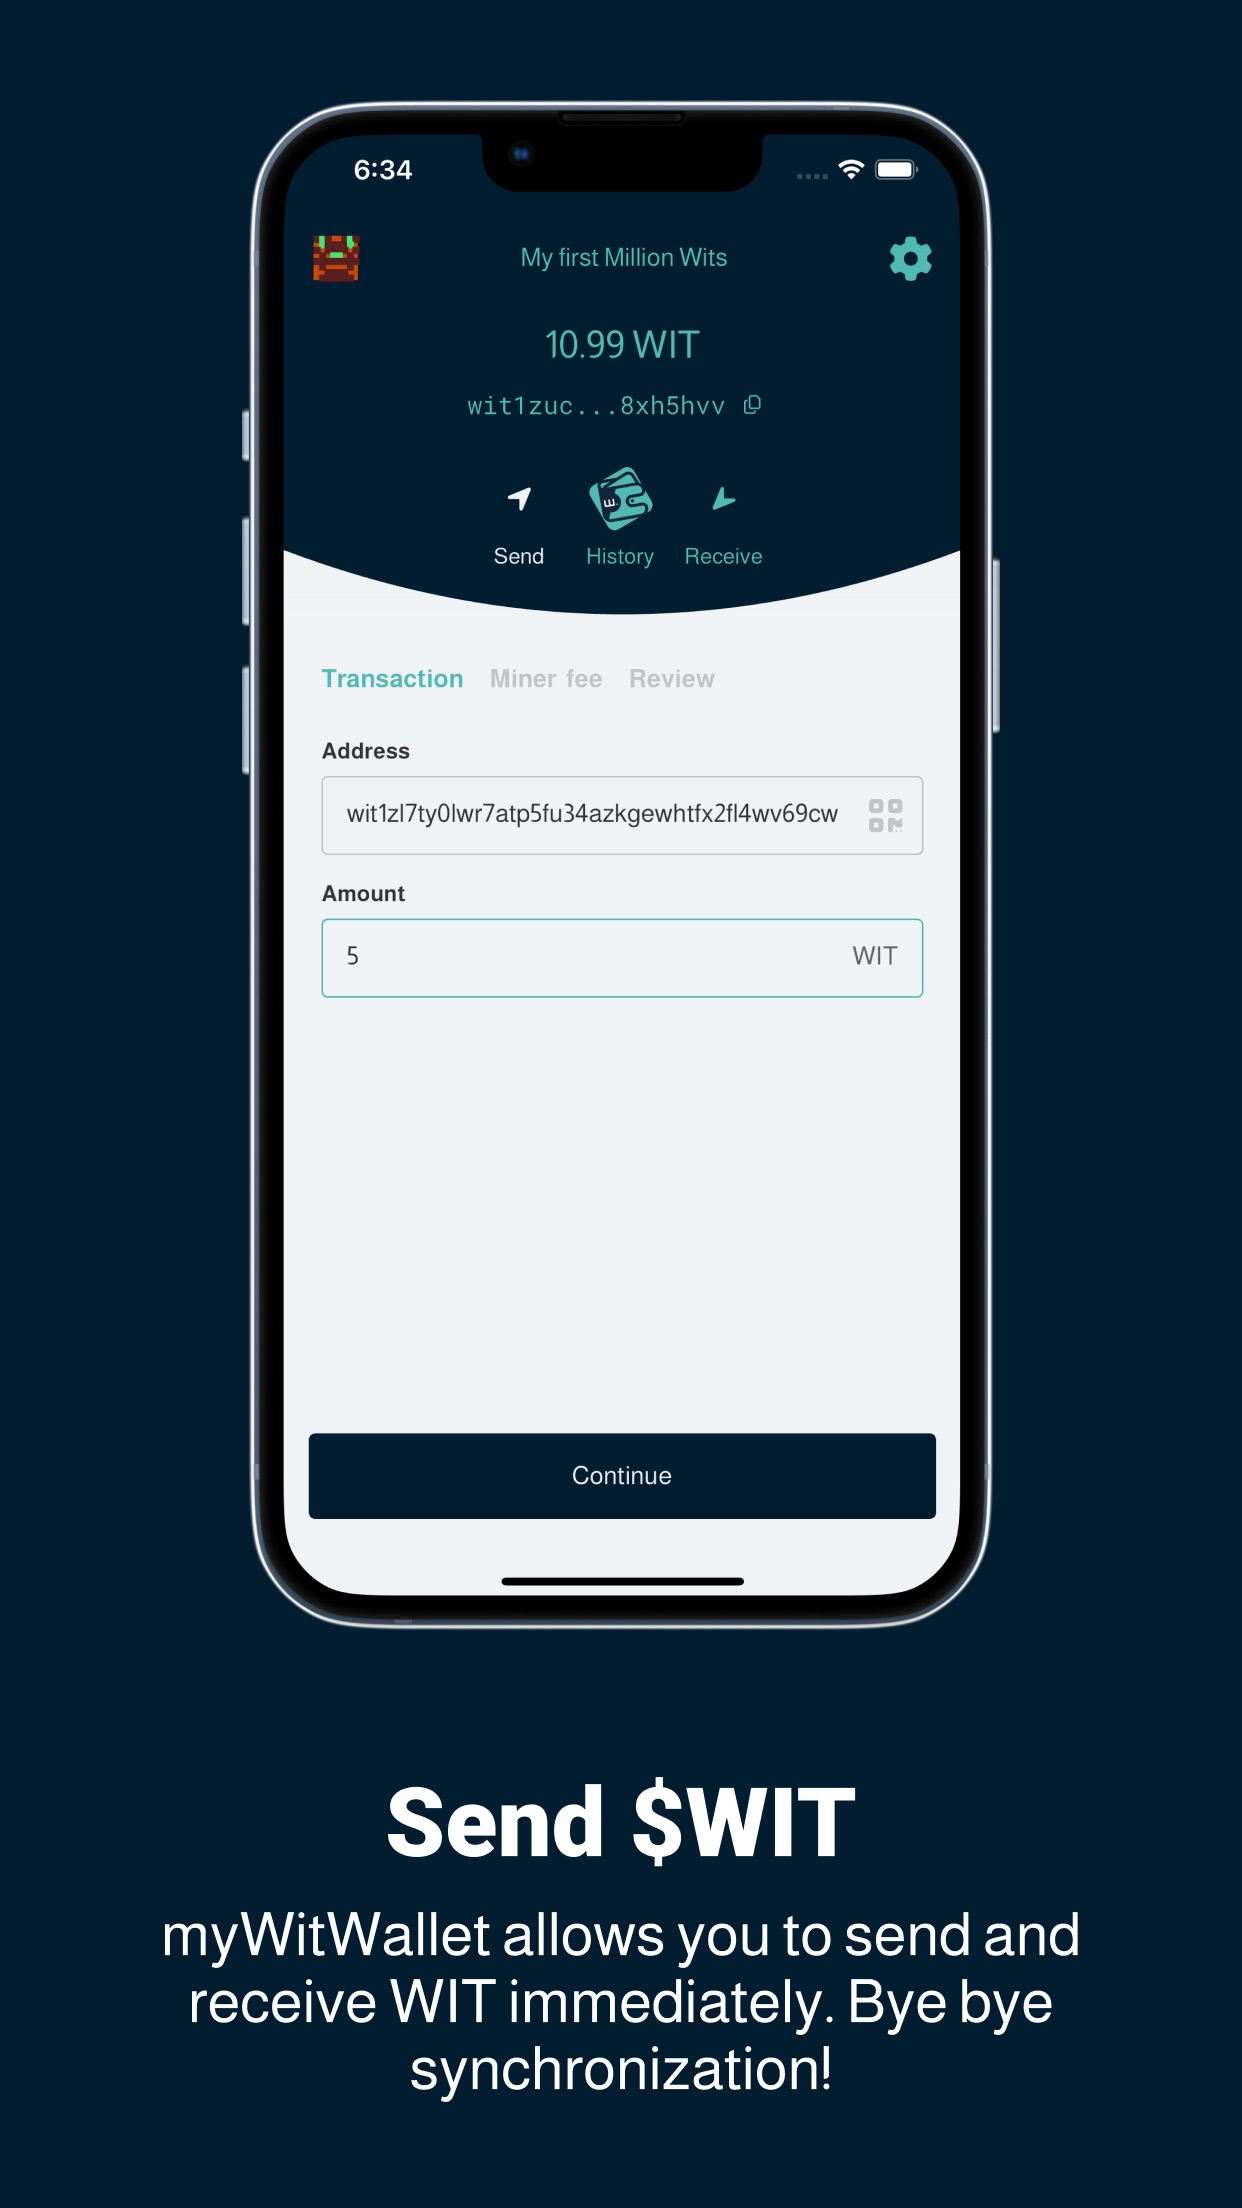 6:34
My first Million Wits
10.99 WIT
wit1zuc...8xh5hvv
Send History Receive
Transaction Miner fee Review
Address
wit1zl7ty0lwr7atp5fu34azkgewhtfx2fl4wv69cw
Amount
5 WIT
Continue
Send $WIT
myWitWallet allows you to send and
receive WIT immediately. Bye bye
synchronization!